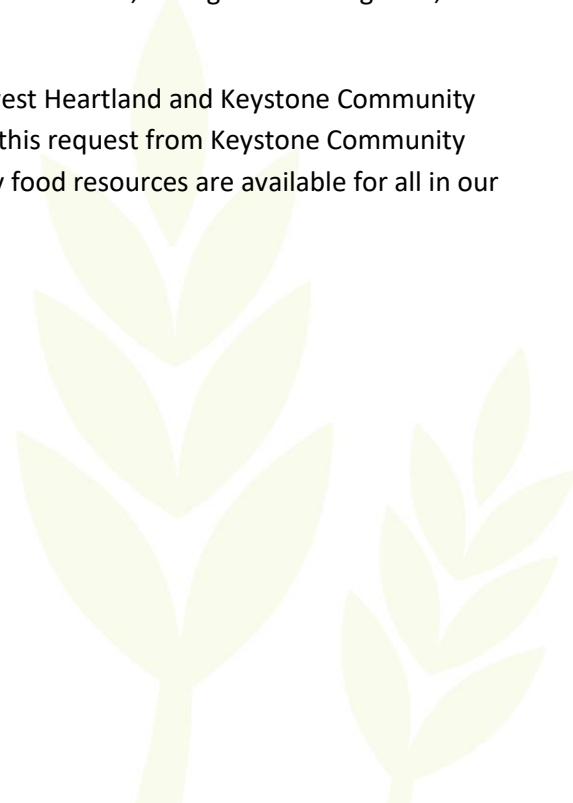 est Heartland and Keystone Community
this request from Keystone Community
food resources are available for all in our